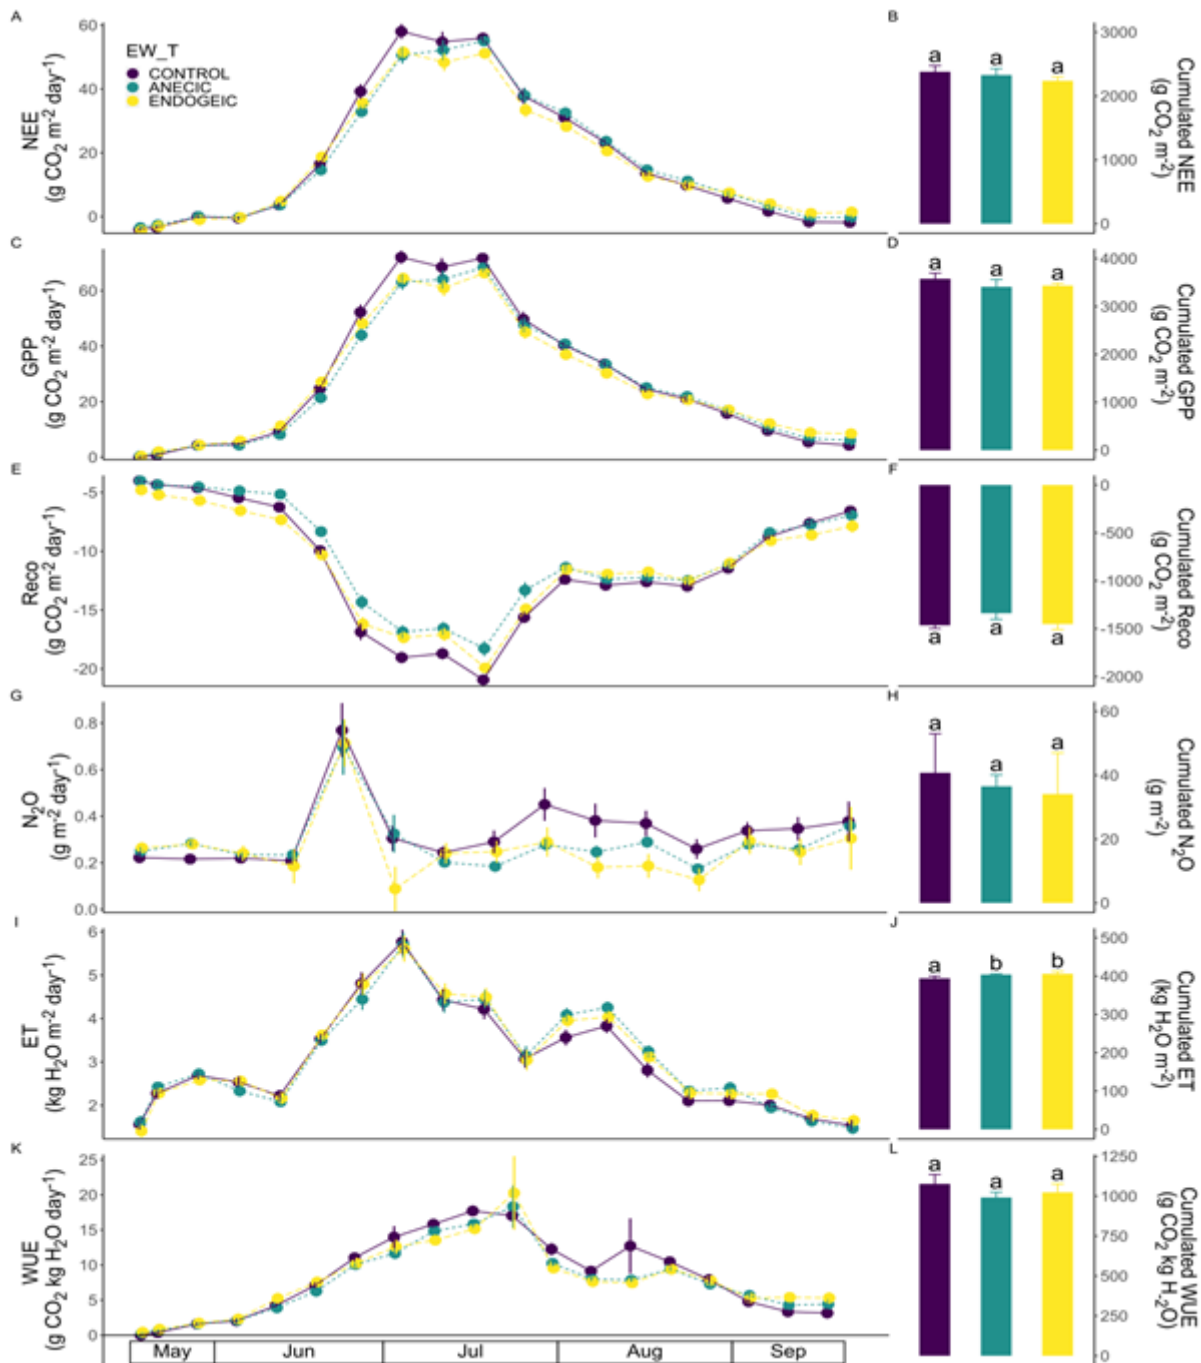 A
B
NEE
(g CO2 m-2 day-1)
60
40
20
0
EW_T
CONTROL
ANECIC
ENDOGEIC
a a a
3000
2000
1000
0
Cumulated NEE
(g CO2 m-2)
C
D
GPP
(g CO2 m-2 day-1)
60
40
20
0
a a a
4000
3000
2000
1000
0
Cumulated GPP
(g CO2 m-2)
E
F
Reco
(g CO2 m-2 day-1)
-5
-10
-15
-20
a a a
0
-500
-1000
-1500
-2000
Cumulated Reco
(g CO2 m-2)
G
H
N2O
(g m-2 day-1)
0.8
0.6
0.4
0.2
0.0
a a a
60
40
20
0
Cumulated N2O
(g m-2)
I
J
ET
(kg H2O m-2 day-1)
6
5
4
3
2
a b b
500
400
300
200
100
0
Cumulated ET
(kg H2O m-2)
K
L
WUE
(g CO2 kg H2O day-1)
25
20
15
10
5
0
a a a
1250
1000
750
500
250
0
Cumulated WUE
(g CO2 kg H-2O)
May Jun Jul Aug Sep